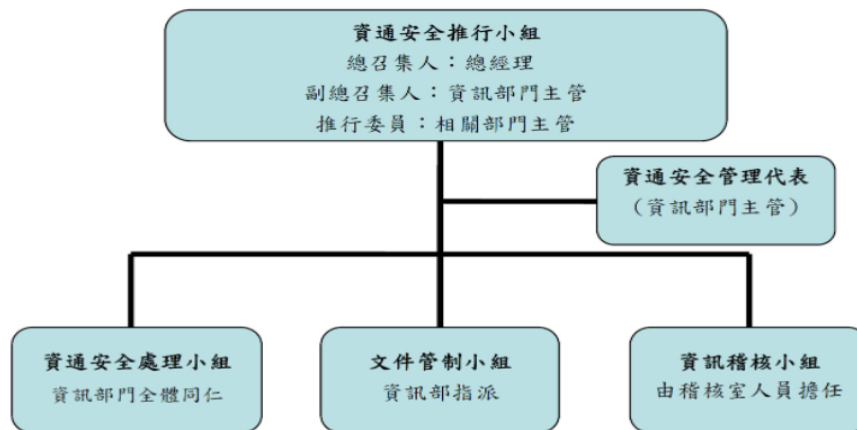 資通安全推行小組
總召集人：總經理
副總召集人：資訊部門主管
推行委員：相關部門主管
資通安全管理代表
（資訊部門主管）
資通安全處理小組
資訊部門全體同仁
文件管制小組
資訊部指派
資訊稽核小組
由稽核室人員擔任